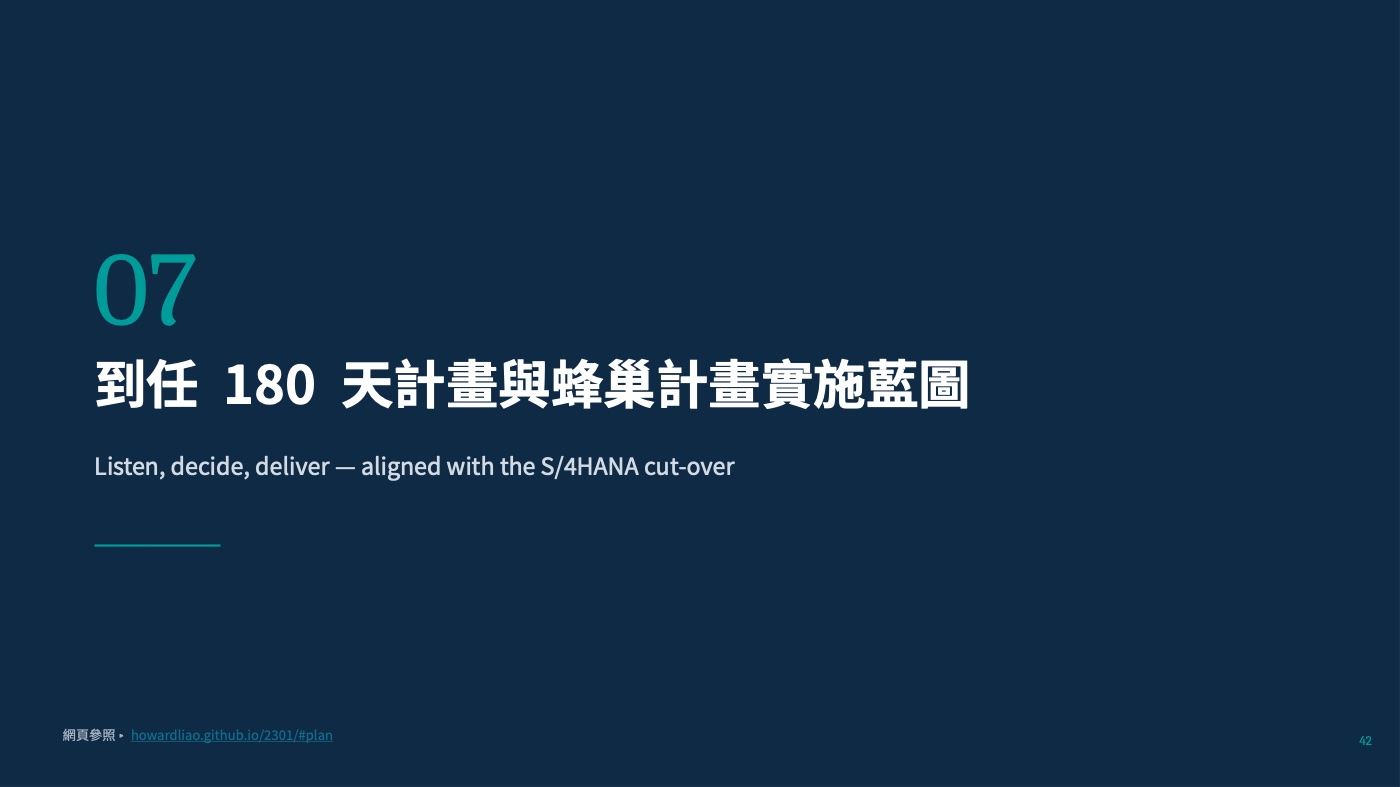 07
到任 180 天計畫與蜂巢計畫實施藍圖
Listen, decide, deliver — aligned with the S/4HANA cut-over
網頁參照 ▸ howardliao.github.io/2301/#plan
42